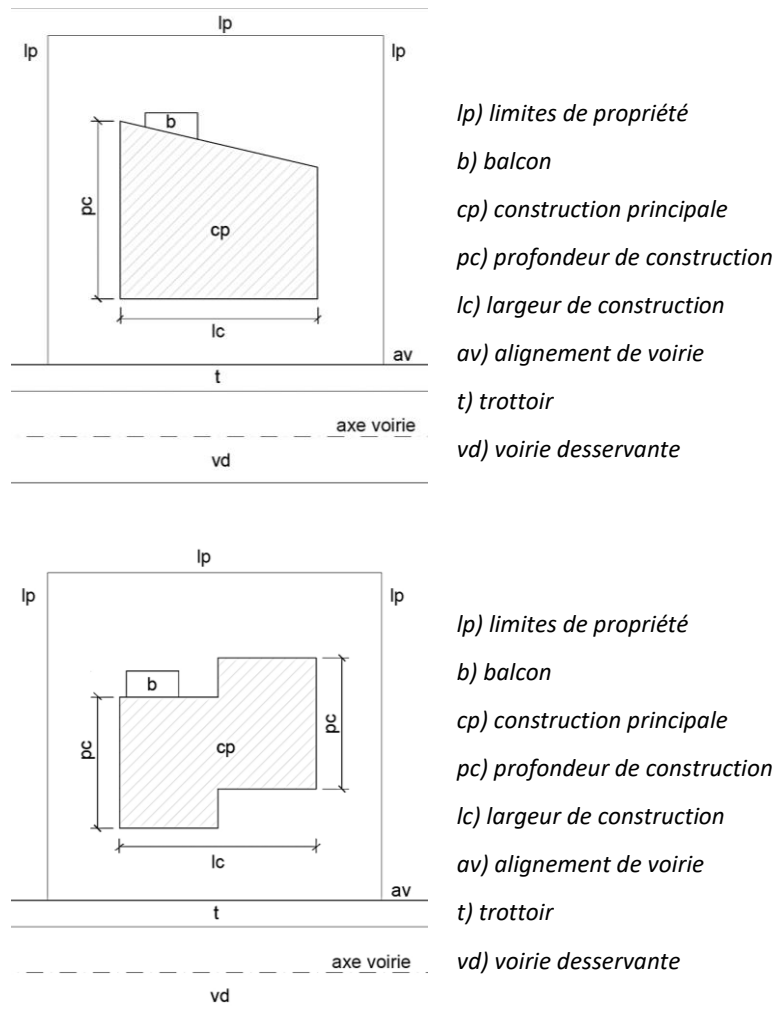 lp
lp
lp
b
pc
cp
lc
av
t
axe voirie
vd
lp) limites de propriété
b) balcon
cp) construction principale
pc) profondeur de construction
lc) largeur de construction
av) alignement de voirie
t) trottoir
vd) voirie desservante
lp
lp
lp
b
pc
pc
cp
lc
av
t
axe voirie
vd
lp) limites de propriété
b) balcon
cp) construction principale
pc) profondeur de construction
lc) largeur de construction
av) alignement de voirie
t) trottoir
vd) voirie desservante